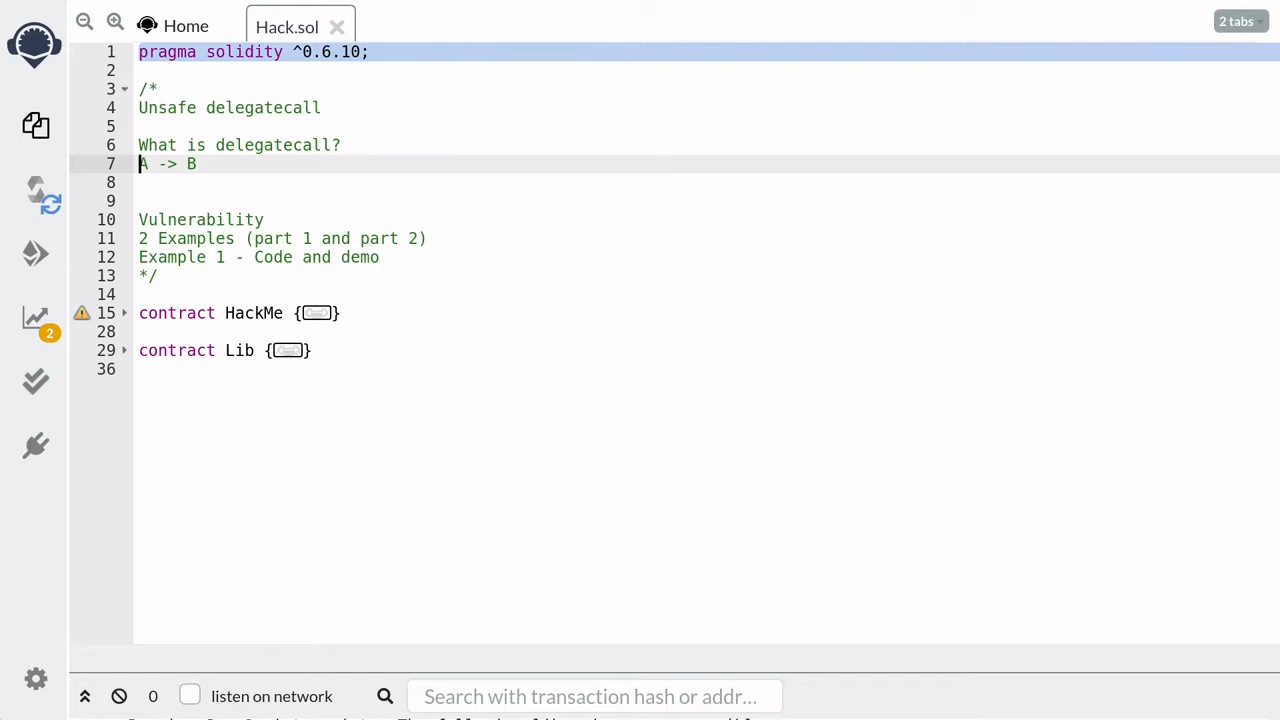 Home
Hack.sol
2 tabs
1 pragma solidity ^0.6.10;
2
3 /*
4 Unsafe delegatecall
5
6 What is delegatecall?
7 A -> B
8
9
10 Vulnerability
11 2 Examples (part 1 and part 2)
12 Example 1 - Code and demo
13 */
14
15 contract HackMe {}
28
29 contract Lib {}
36
2
0 listen on network Search with transaction hash or addr...